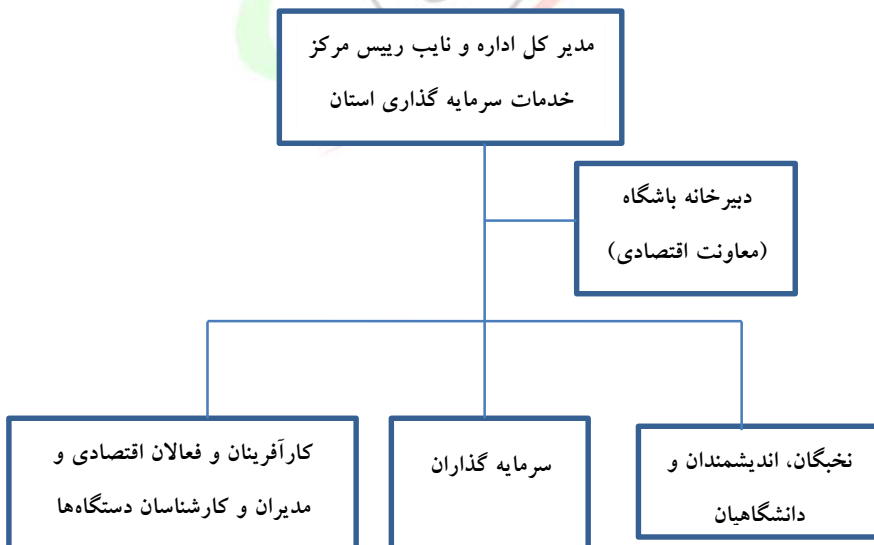 مدیر کل اداره و نایب رییس مرکز
خدمات سرمایه گذاری استان
دبیرخانه باشگاه
(معاونت اقتصادی)
نخبگان، اندیشمندان و
دانشگاهیان
سرمایه گذاران
کارآفرینان و فعالان اقتصادی و
مدیران و کارشناسان دستگاه‌ها